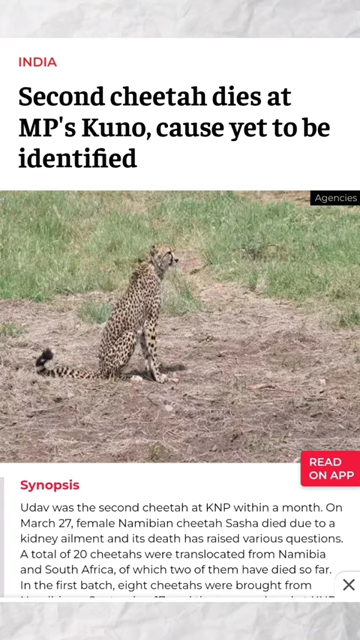 INDIA
Second cheetah dies at
MP's Kuno, cause yet to be
identified
Agencies
READ
ON APP
Synopsis
Udav was the second cheetah at KNP within a month. On
March 27, female Namibian cheetah Sasha died due to a
kidney ailment and its death has raised various questions.
A total of 20 cheetahs were translocated from Namibia
and South Africa, of which two of them have died so far.
In the first batch, eight cheetahs were brought from